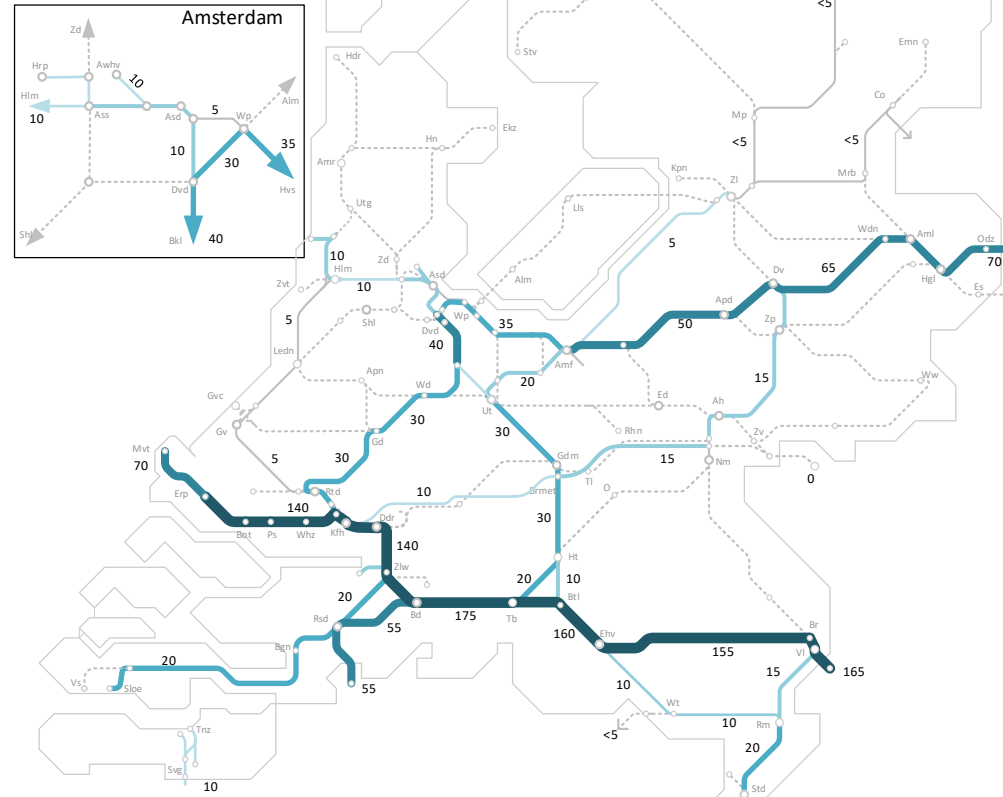 Amsterdam
Zd
Hrp
Awhv
10
Hlm
10
Ass
Asd
5
Wp
Alm
10
30
35
Dvd
Hvs
Shl
Bkl
40
<5
Stv
Hdr
Emn
Co
Mp
<5
<5
Ekz
Hn
Amr
Kpn
Zl
Mrb
Utg
Lls
Wdn
Aml
Odz
70
10
5
Zd
Hlm
10
Asd
Alm
65
Dv
Hgl
Es
Zvt
5
Shl
Dvd
Wp
35
40
Apd
50
Zp
Ledn
Amf
Apn
20
15
Ww
Gvc
Wd
Ut
Ed
Ah
Gv
30
30
Rhn
Zv
Gd
Mvt
70
5
30
Gdm
15
Nm
Tl
0
Erp
Rtd
140
10
Brmet
O
Bot
Ps
Whz
Kfh
Ddr
30
140
Ht
Zlw
20
10
20
Btl
Rsd
55
Bd
175
Tb
160
Ehv
Br
155
Vl
165
Bgn
20
15
Vs
Sloe
55
10
Wt
10
Rm
<5
Tnz
20
Svg
10
Std